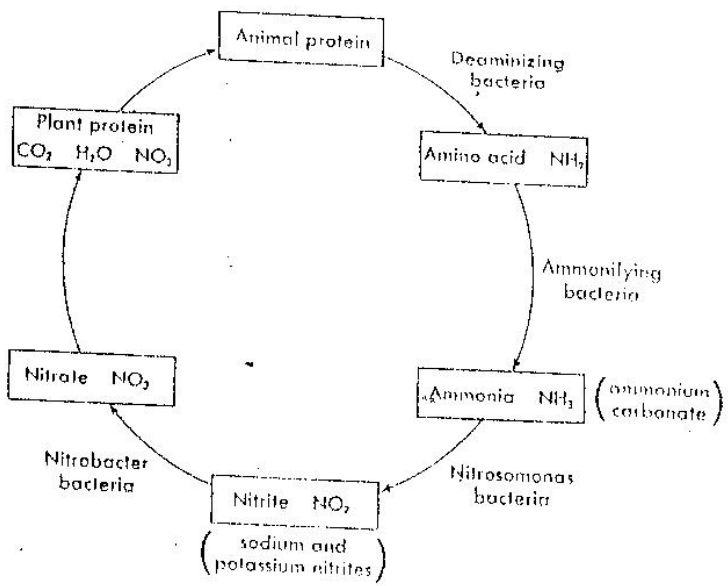 Animal protein
Deaminizing
bacteria
Amino acid NH₂
Ammonifying
bacteria
Ammonia NH₃
(ammonium
carbonate)
Nitrosomonas
bacteria
Nitrite NO₂
(sodium and
potassium nitrites)
Nitrobacter
bacteria
Nitrate NO₃
Plant protein
CO₂ H₂O NO₃